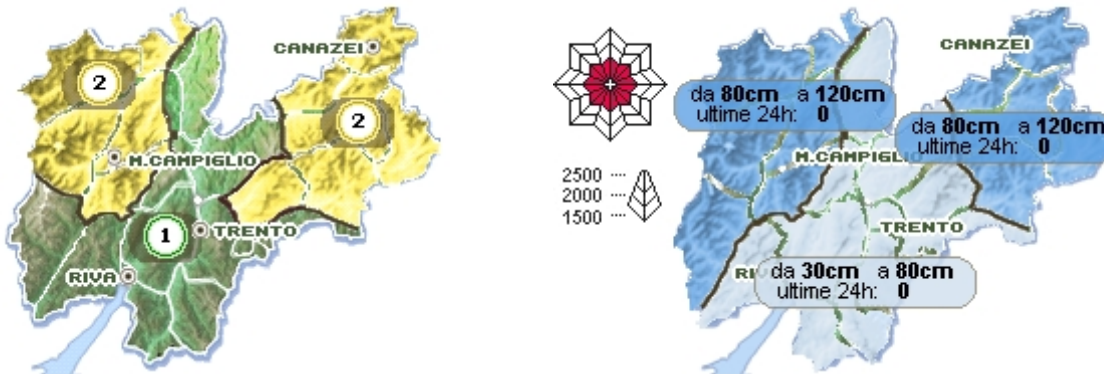 CANAZEI
2
2
M.CAMPIGLIO
1
TRENTO
RIVA
CANAZEI
da 80cm a 120cm
ultime 24h: 0
da 80cm a 120cm
ultime 24h: 0
M.CAMPIGLIO
2500
2000
1500
TRENTO
RI
da 30cm a 80cm
ultime 24h: 0